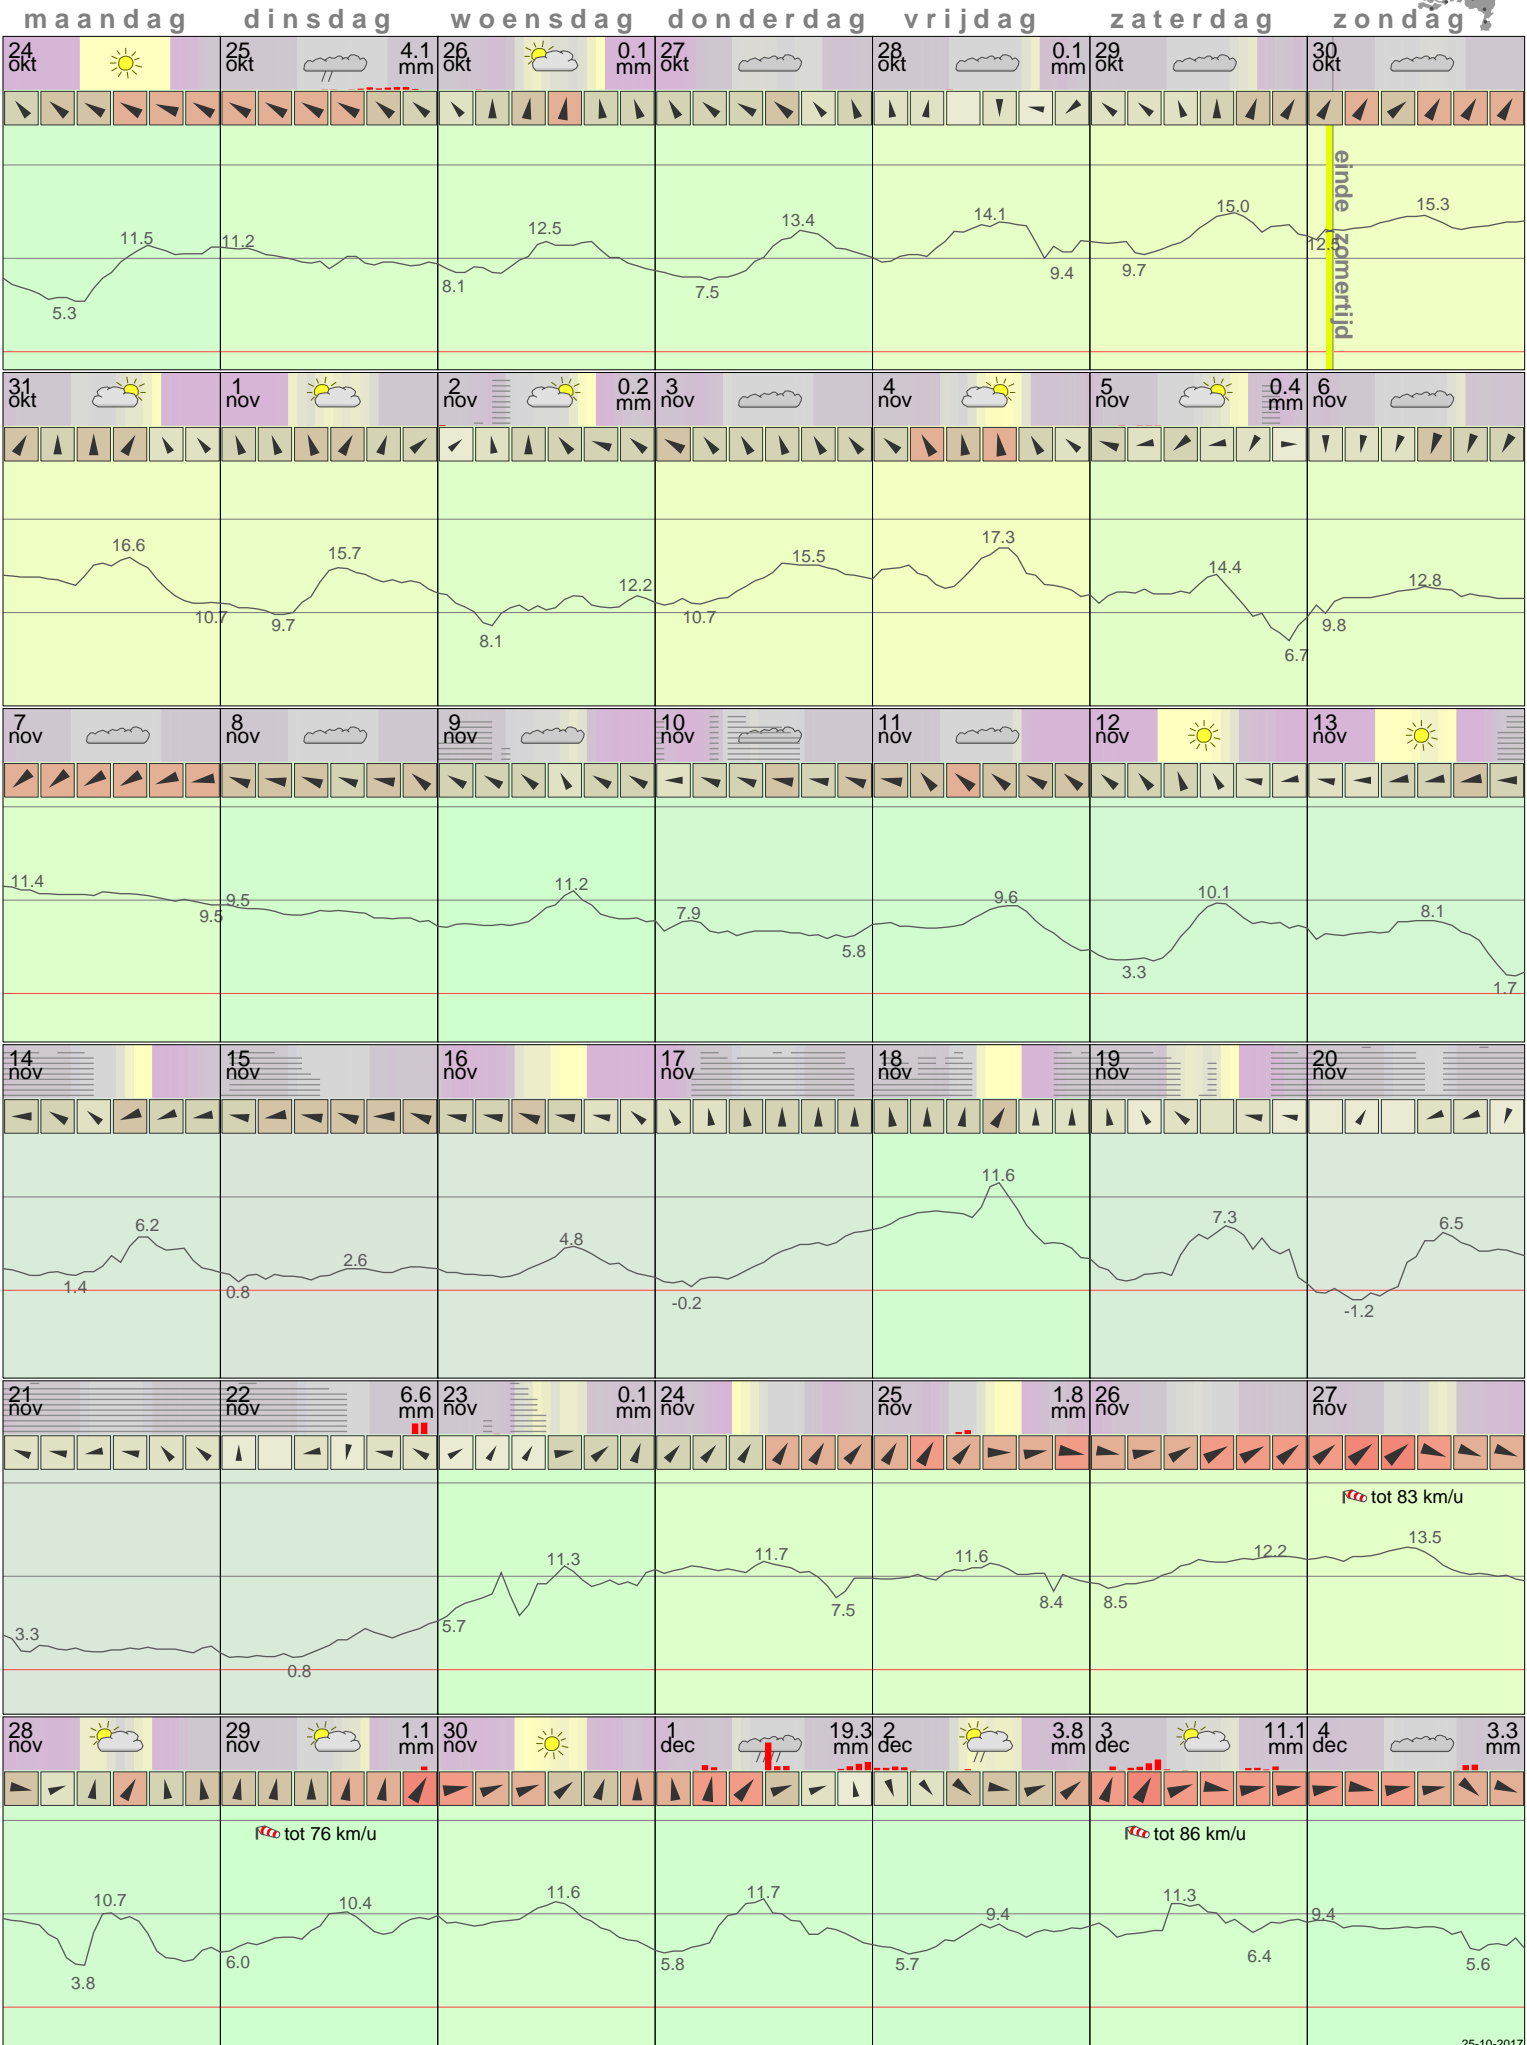 maandag dinsdag woensdag donderdag vrijdag zaterdag zondag
24 okt
25 okt 4.1 mm
26 okt 0.1 mm
27 okt
28 okt 0.1 mm
29 okt
30 okt
5.3 11.5 11.2 8.1 12.5 7.5 13.4 14.1 9.4 9.7 15.0 12.5 15.3
einde zomertijd
31 okt
1 nov
2 nov 0.2 mm
3 nov
4 nov
5 nov 0.4 mm
6 nov
16.6 10.7 9.7 15.7 8.1 12.2 10.7 15.5 17.3 14.4 6.7 9.8 12.8
7 nov
8 nov
9 nov
10 nov
11 nov
12 nov
13 nov
11.4 9.5 9.5 11.2 7.9 5.8 9.6 3.3 10.1 8.1 1.7
14 nov
15 nov
16 nov
17 nov
18 nov
19 nov
20 nov
1.4 6.2 0.8 2.6 4.8 -0.2 11.6 7.3 -1.2 6.5
21 nov
22 nov 6.6 mm
23 nov 0.1 mm
24 nov
25 nov 1.8 mm
26 nov
27 nov
tot 83 km/u
3.3 0.8 5.7 11.3 11.7 7.5 11.6 8.4 8.5 12.2 13.5
28 nov
29 nov 1.1 mm
30 nov
1 dec 19.3 mm
2 dec 3.8 mm
3 dec 11.1 mm
4 dec 3.3 mm
tot 76 km/u
tot 86 km/u
3.8 10.7 6.0 10.4 11.6 5.8 11.7 5.7 9.4 11.3 6.4 9.4 5.6
25-10-2017